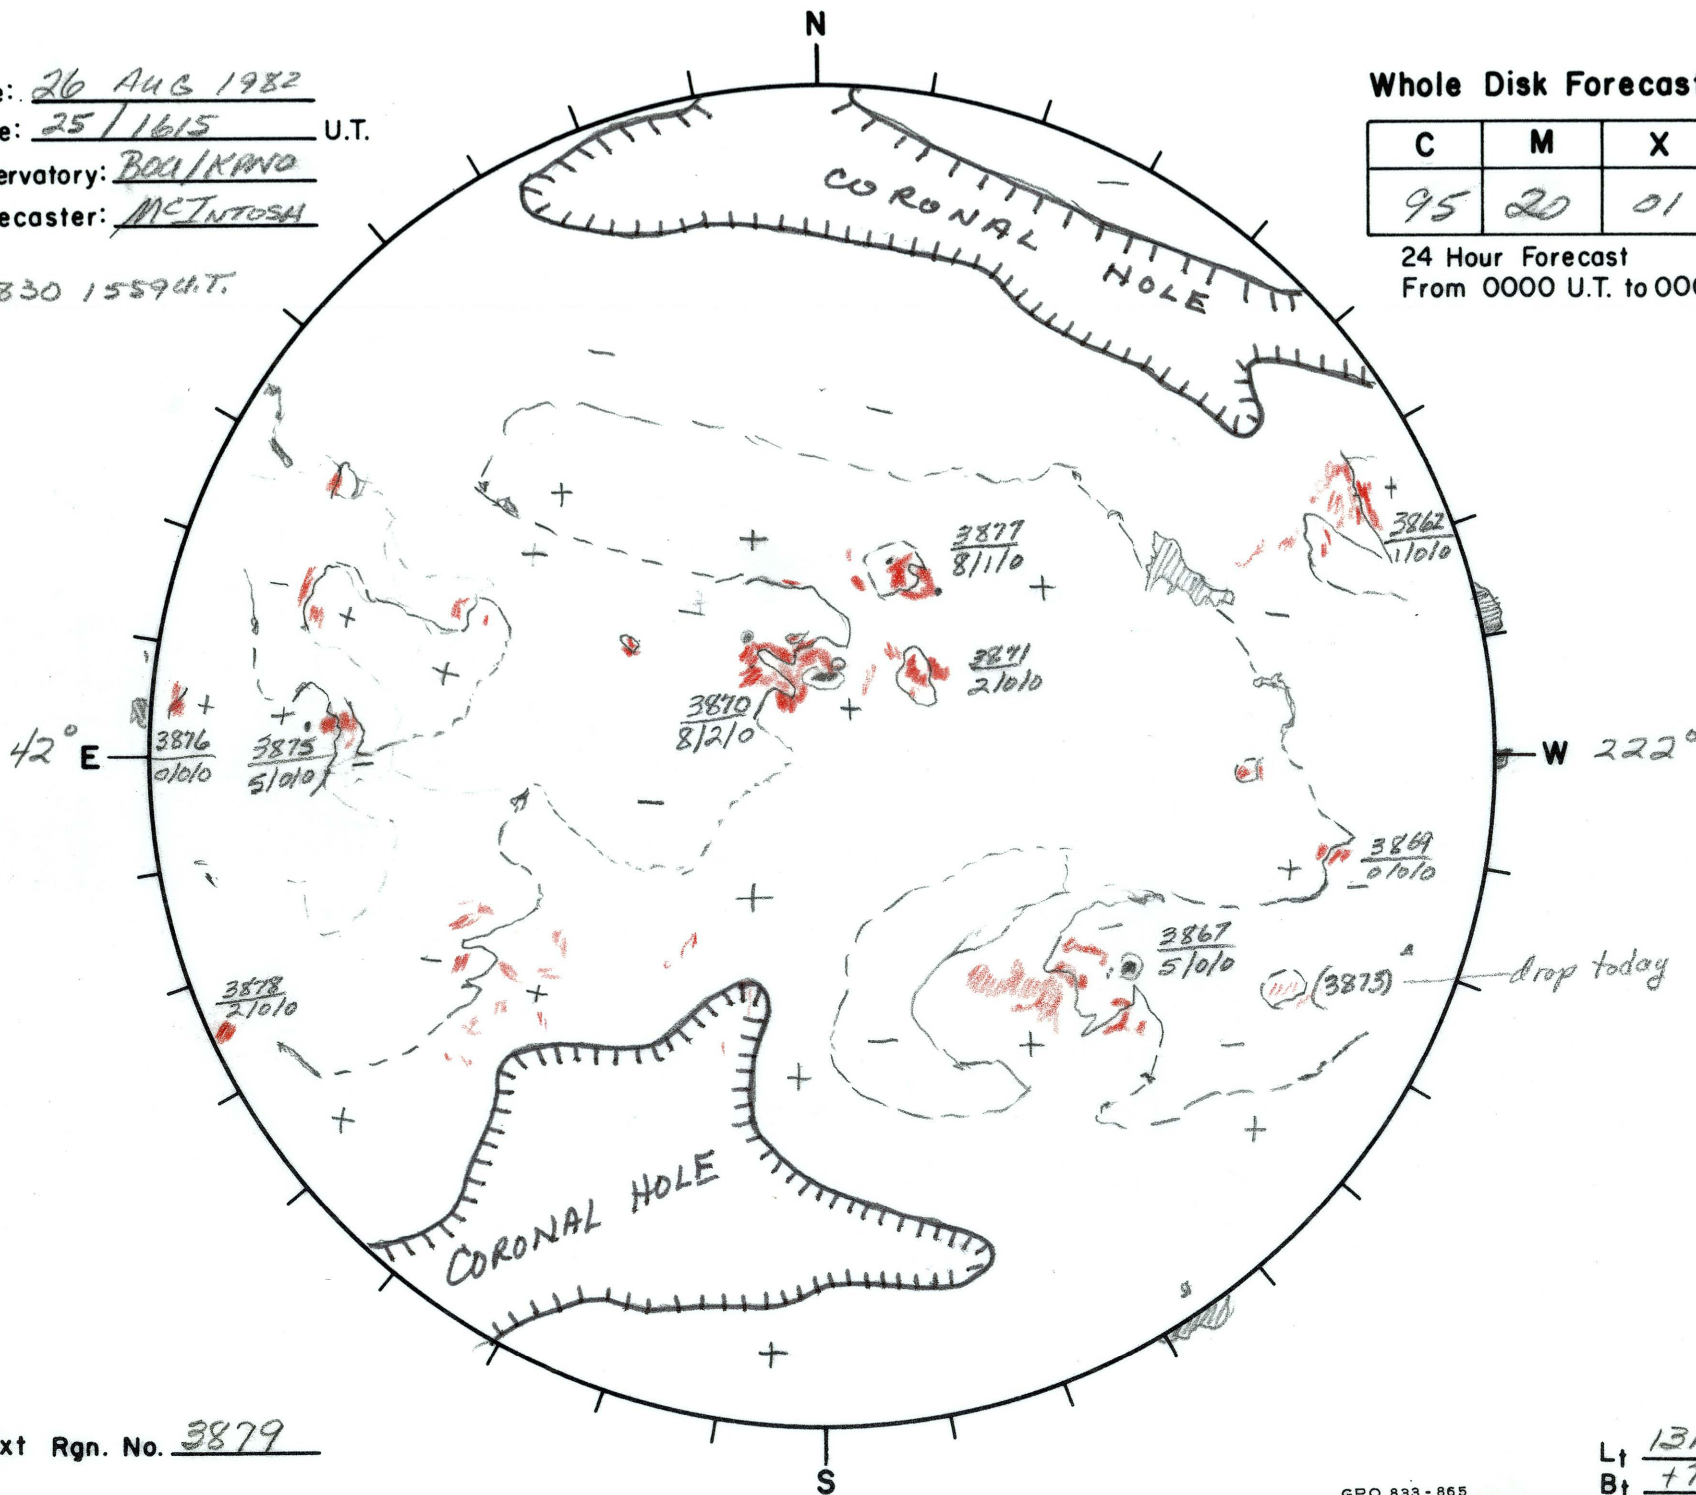 N
e: 26 AUG 1982
e: 25/1615 U.T.
ervatory: BOU/KANO
ecaster: MCINTOSH
830 1559 U.T.
Whole Disk Forecast
C M X
95 20 01
24 Hour Forecast
From 0000 U.T. to 000
CORONAL
HOLE
3877
8/1/0
3862
1/0/0
3871
2/0/0
3870
8/2/0
3876
0/0/0
3875
5/0/0
42° E
W 222°
3869
0/0/0
3867
5/0/0
(3873) drop today
3878
2/0/0
CORONAL HOLE
xt Rgn. No. 3879
S
GPO 833-865
Lt 131
Bt +7